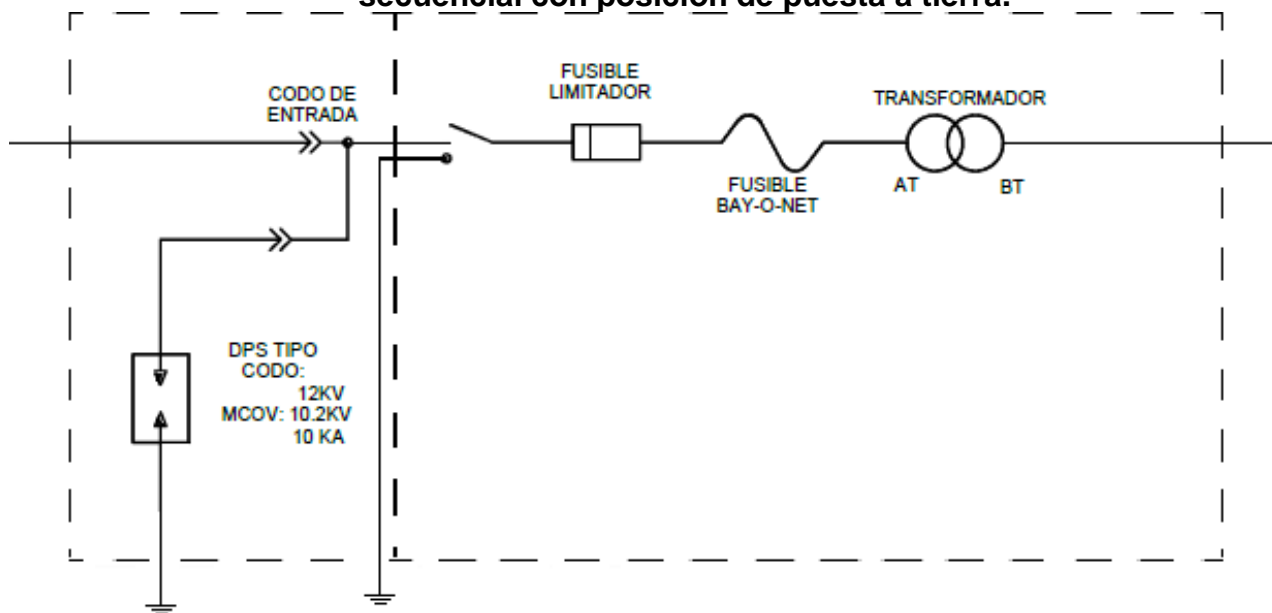 secuencial con posición de puesta a tierra.
CODO DE
ENTRADA
FUSIBLE
LIMITADOR
TRANSFORMADOR
FUSIBLE
BAY-O-NET
AT
BT
DPS TIPO
CODO:
12KV
MCOV: 10.2KV
10 KA